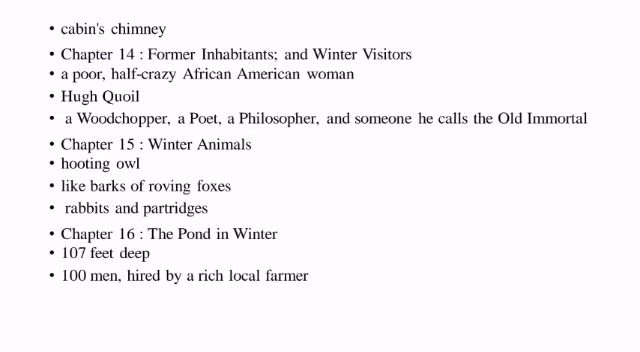 • cabin's chimney
• Chapter 14 : Former Inhabitants; and Winter Visitors
• a poor, half-crazy African American woman
• Hugh Quoil
• a Woodchopper, a Poet, a Philosopher, and someone he calls the Old Immortal
• Chapter 15 : Winter Animals
• hooting owl
• like barks of roving foxes
• rabbits and partridges
• Chapter 16 : The Pond in Winter
• 107 feet deep
• 100 men, hired by a rich local farmer